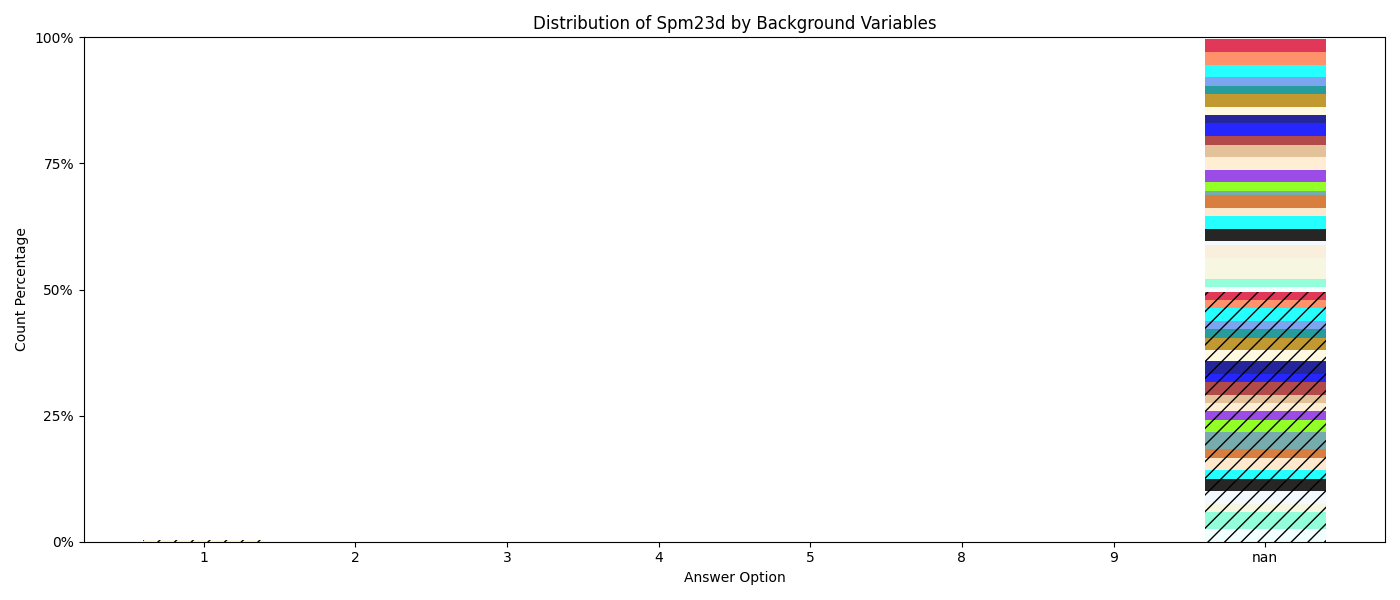 Distribution of Spm23d by Background Variables
100%
75%
50%
25%
0%
Count Percentage
1 2 3 4 5 8 9 nan
Answer Option